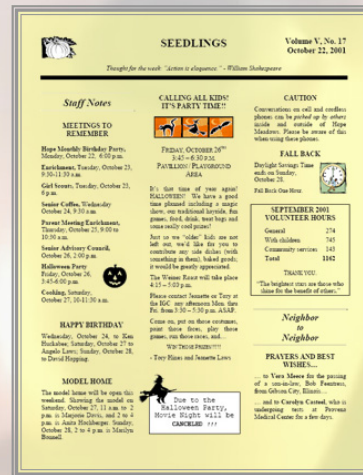 SEEDLINGS
Volume V, No. 17
October 22, 2001
Thought for the week "Action is eloquence." - William Shakespeare
Staff Notes
MEETINGS TO
REMEMBER
Hope Monthly Birthday Party,
Monday, October 22, 6:00 p.m.
Enrichment, Tuesday, October 23,
9:30-11:30 a.m.
Girl Scouts, Tuesday, October 23,
6 p.m.
Senior Coffee, Wednesday
October 24, 9:30 a.m.
Parent Meeting Enrichment,
Thursday, October 25, 9:00 to
10:30 a.m.
Senior Advisory Council,
October 26, 2:00 p.m.
Halloween Party
Friday, October 26,
3:45-6:00 p.m.
Cooking, Saturday,
October 27, 10-11:30 a.m.
HAPPY BIRTHDAY
Wednesday, October 24, to Ken
Huckabee; Saturday, October 27 to
Angelo Laws; Sunday, October 28,
to David Hopping.
MODEL HOME
The model home will be open this
weekend. Showing the model on
Saturday, October 27, 11 a.m. to 2
p.m. is Marjorie Davis, and 2 to 4
p.m. is Anita Hochberger. Sunday,
October 28, 2 to 4 p.m. is Marilyn
Bonnell.
CALLING ALL KIDS!
IT'S PARTY TIME!!
FRIDAY, OCTOBER 26TH
3:45 – 6:30 P.M.
PAVILLION / PLAYGROUND
AREA
It's that time of year again!
HALLOWEEN! We have a good
time planned including a magic
show, our traditional hayride, fun
games, food, drink, treat bags and
some really cool prizes!
Just so we "older" kids are not
left out, we'd like for you to
contribute any side dishes (with
something in them), baked goods,
it would be greatly appreciated.
The Weiner Roast will take place
4:15 – 5:03 p.m.
Please contact Jennette or Tony at
the IGC any afternoon Mon. thru
Fri. from 3:30 – 5:30 p.m. ASAP.
Come on, put on those costumes,
paint those faces, play those
games, run those races, and...
WIN THOSE PRIZES!!!!!
- Tony Hines and Jennette Laws
Due to the
Halloween Party,
Movie Night will be
CANCELED !!!
CAUTION
Conversations on cell and cordless
phones can be picked up by others
inside and outside of Hope
Meadows. Please be aware of this
when using these phones.
FALL BACK
Daylight Savings Time
ends on Sunday,
October 28.
Fall Back One Hour
SEPTEMBER 2001
VOLUNTEER HOURS
General 274
With children 745
Community services 143
Total 1162
THANK YOU.
"The brightest stars are those who
shine for the benefit of others."
Neighbor
to
Neighbor
PRAYERS AND BEST
WISHES…
… to Vera Meece for the passing
of a son-in-law, Bob Feentress,
from Gibson City, Illinois…
… and to Carolyn Casteel, who is
undergoing tests at Provena
Medical Center for a few days.